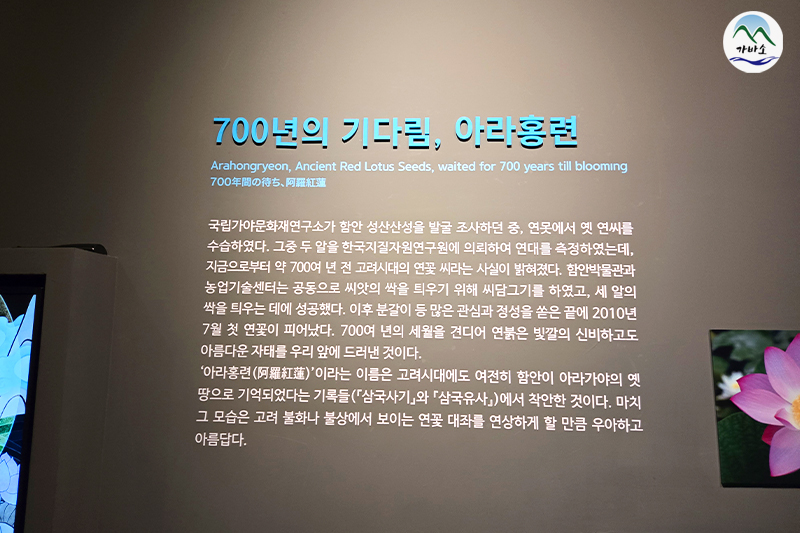 가바소
700년의 기다림, 아라홍련
Arahongryeon, Ancient Red Lotus Seeds, waited for 700 years till blooming
700年間の待ち、阿羅紅蓮
국립가야문화재연구소가 함안 성산산성을 발굴 조사하던 중, 연못에서 옛 연씨를
수습하였다. 그중 두 알을 한국지질자원연구원에 의뢰하여 연대를 측정하였는데,
지금으로부터 약 700여 년 전 고려시대의 연꽃 씨라는 사실이 밝혀졌다. 함안박물관과
농업기술센터는 공동으로 씨앗의 싹을 틔우기 위해 씨담그기를 하였고, 세 알의
싹을 틔우는 데에 성공했다. 이후 분갈이 등 많은 관심과 정성을 쏟은 끝에 2010년
7월 첫 연꽃이 피어났다. 700여 년의 세월을 견디어 연붉은 빛깔의 신비하고도
아름다운 자태를 우리 앞에 드러낸 것이다.
‘아라홍련(阿羅紅蓮)’이라는 이름은 고려시대에도 여전히 함안이 아라가야의 옛
땅으로 기억되었다는 기록들(『삼국사기』와 『삼국유사』)에서 착안한 것이다. 마치
그 모습은 고려 불화나 불상에서 보이는 연꽃 대좌를 연상하게 할 만큼 우아하고
아름답다.